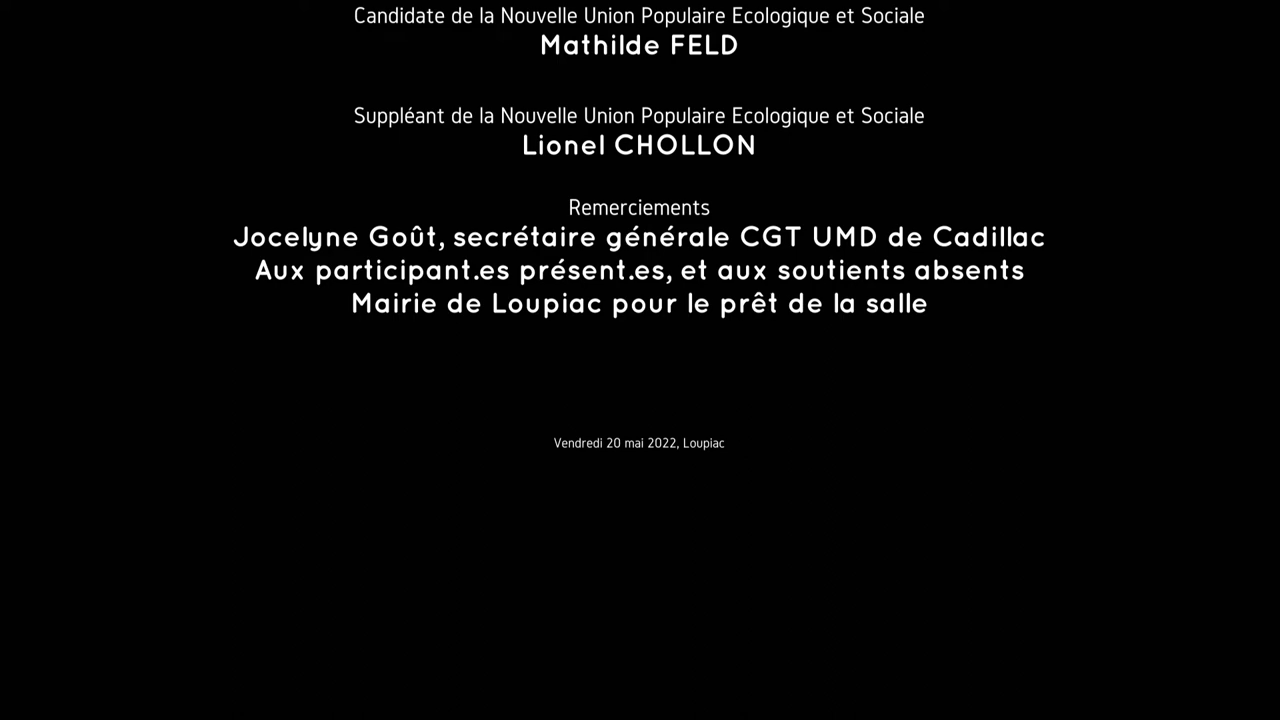 Candidate de la Nouvelle Union Populaire Ecologique et Sociale
Mathilde FELD
Suppléant de la Nouvelle Union Populaire Ecologique et Sociale
Lionel CHOLLON
Remerciements
Jocelyne Goût, secrétaire générale CGT UMD de Cadillac
Aux participant.es présent.es, et aux soutients absents
Mairie de Loupiac pour le prêt de la salle
Vendredi 20 mai 2022, Loupiac